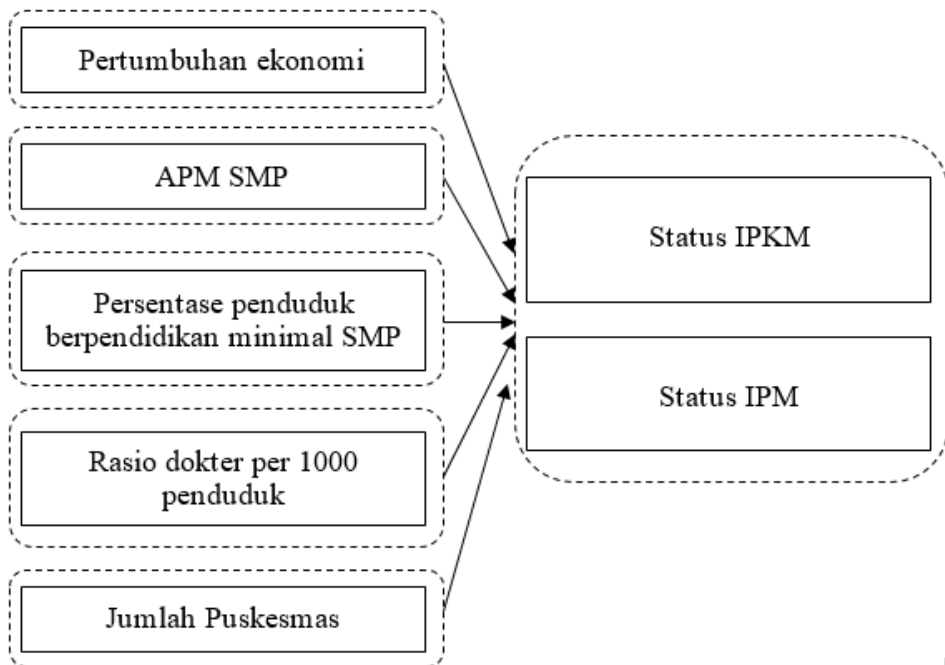 Pertumbuhan ekonomi
APM SMP
Persentase penduduk
berpendidikan minimal SMP
Rasio dokter per 1000
penduduk
Jumlah Puskesmas
Status IPKM
Status IPM